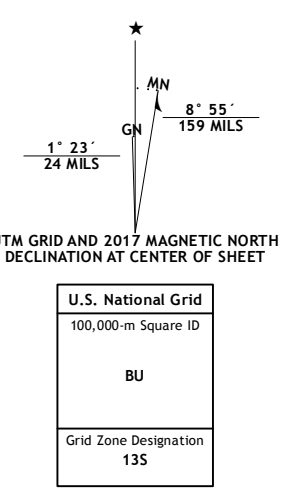 ★
MN
GN
8° 55´
159 MILS
1° 23´
24 MILS
UTM GRID AND 2017 MAGNETIC NORTH
DECLINATION AT CENTER OF SHEET
U.S. National Grid
100,000-m Square ID
BU
Grid Zone Designation
13S